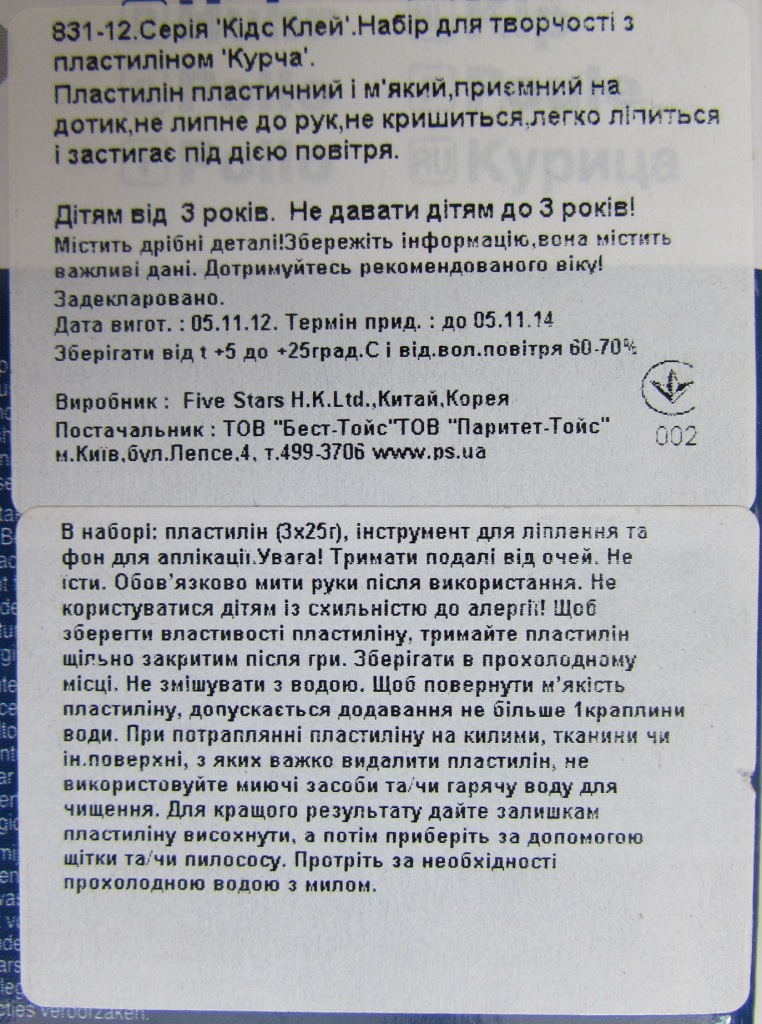 831-12.Серія 'Кідс Клей'.Набір для творчості з
пластиліном 'Курча'.
Пластилін пластичний і м'який,приємний на
дотик,не липне до рук,не кришиться,легко ліпиться
і застигає під дією повітря.
RU Курица
Дітям від 3 років. Не давати дітям до 3 років!
Містить дрібні деталі!Збережіть інформацію,вона містить
важливі дані. Дотримуйтесь рекомендованого віку!
Задекларовано.
Дата вигот. : 05.11.12. Термін прид. : до 05.11.14
Зберігати від t +5 до +25град.С і від.вол.повітря 60-70%
Виробник : Five Stars H.K.Ltd.,Китай,Корея
Постачальник : ТОВ "Бест-Тойс"ТОВ "Паритет-Тойс"
м.Київ,бул.Лепсе,4, т.499-3706 www.ps.ua
002
В наборі: пластилін (3х25г), інструмент для ліплення та
фон для аплікації.Увага! Тримати подалі від очей. Не
їсти. Обов'язково мити руки після використання. Не
користуватися дітям із схильністю до алергії! Щоб
зберегти властивості пластиліну, тримайте пластилін
щільно закритим після гри. Зберігати в прохолодному
місці. Не змішувати з водою. Щоб повернути м'якість
пластиліну, допускається додавання не більше 1краплини
води. При потраплянні пластиліну на килими, тканини чи
ін.поверхні, з яких важко видалити пластилін, не
використовуйте миючі засоби та/чи гарячу воду для
чищення. Для кращого результату дайте залишкам
пластиліну висохнути, а потім приберіть за допомогою
щітки та/чи пилососу. Протріть за необхідності
прохолодною водою з милом.
veroorzaken.